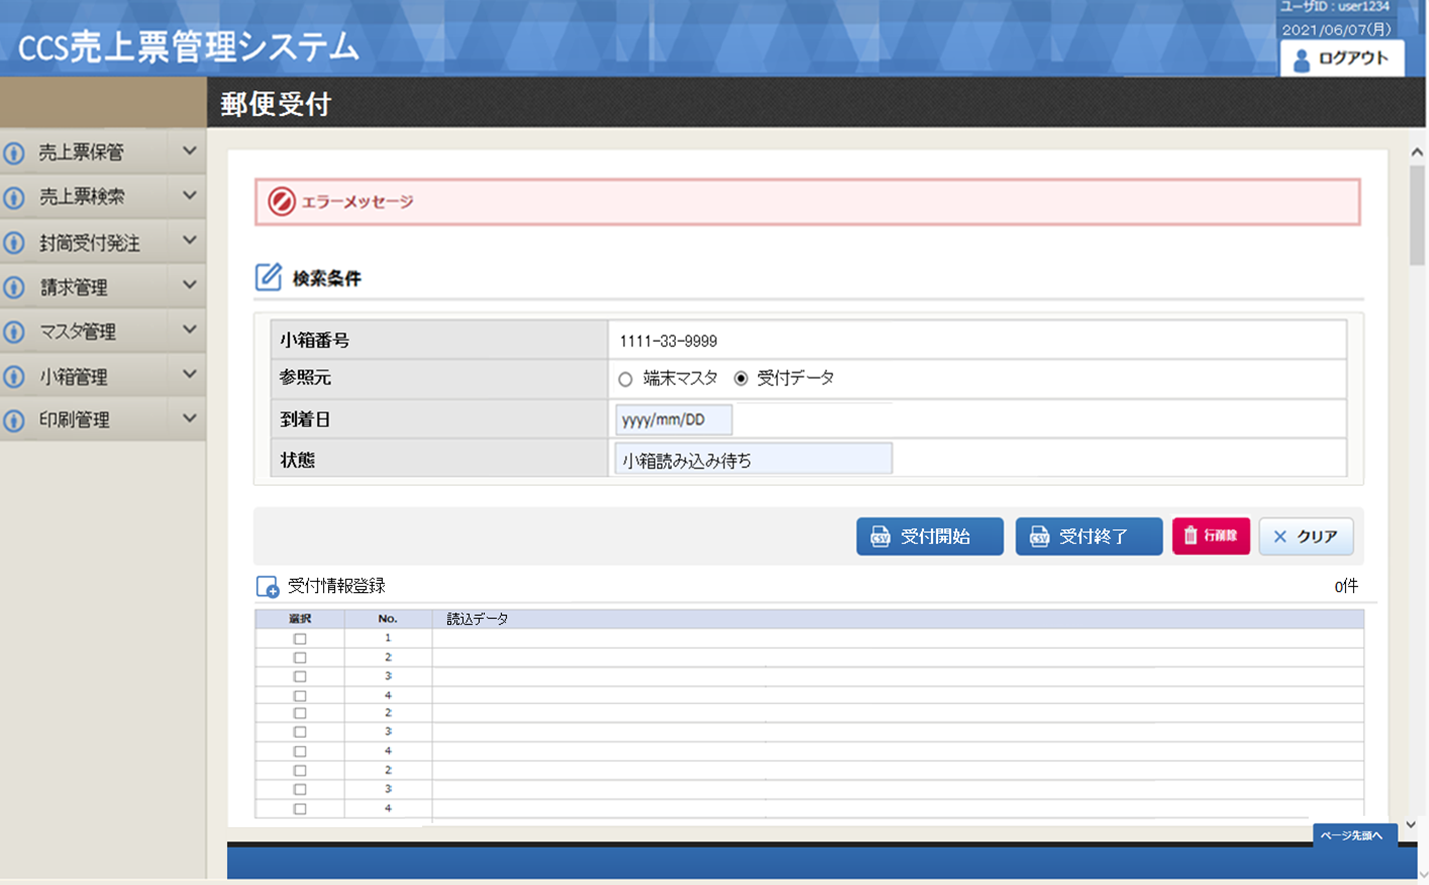 ユーザID : user1234
CCS売上票管理システム
2021/06/07(月)
ログアウト
郵便受付
売上票保管
売上票検索
封筒受付発注
請求管理
マスタ管理
小箱管理
印刷管理
エラーメッセージ
検索条件
小箱番号 1111-33-9999
参照元 端末マスタ 受付データ
到着日 yyyy/mm/DD
状態 小箱読み込み待ち
CSV 受付開始 CSV 受付終了 行削除 クリア
受付情報登録 0件
選択 No. 読込データ
1
2
3
4
2
3
4
2
3
4
ページ先頭へ